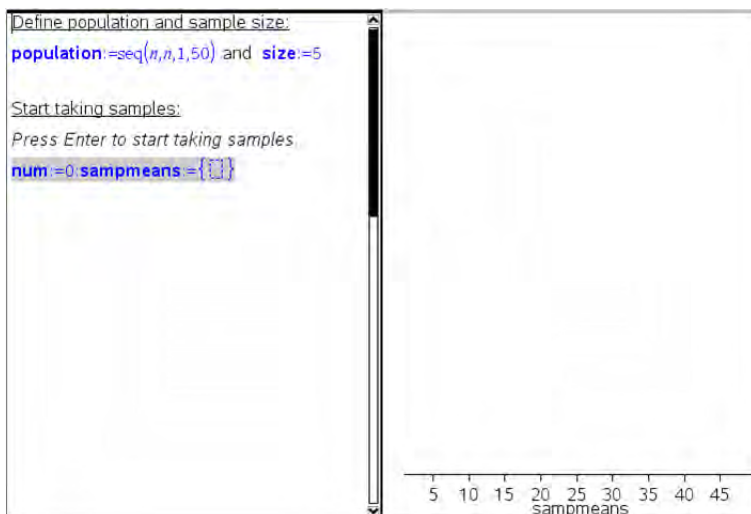 Define population and sample size:
population:=seq(n,n,1,50) and size:=5
Start taking samples:
Press Enter to start taking samples
num:=0:sampmeans:={}
5 10 15 20 25 30 35 40 45
sampmeans